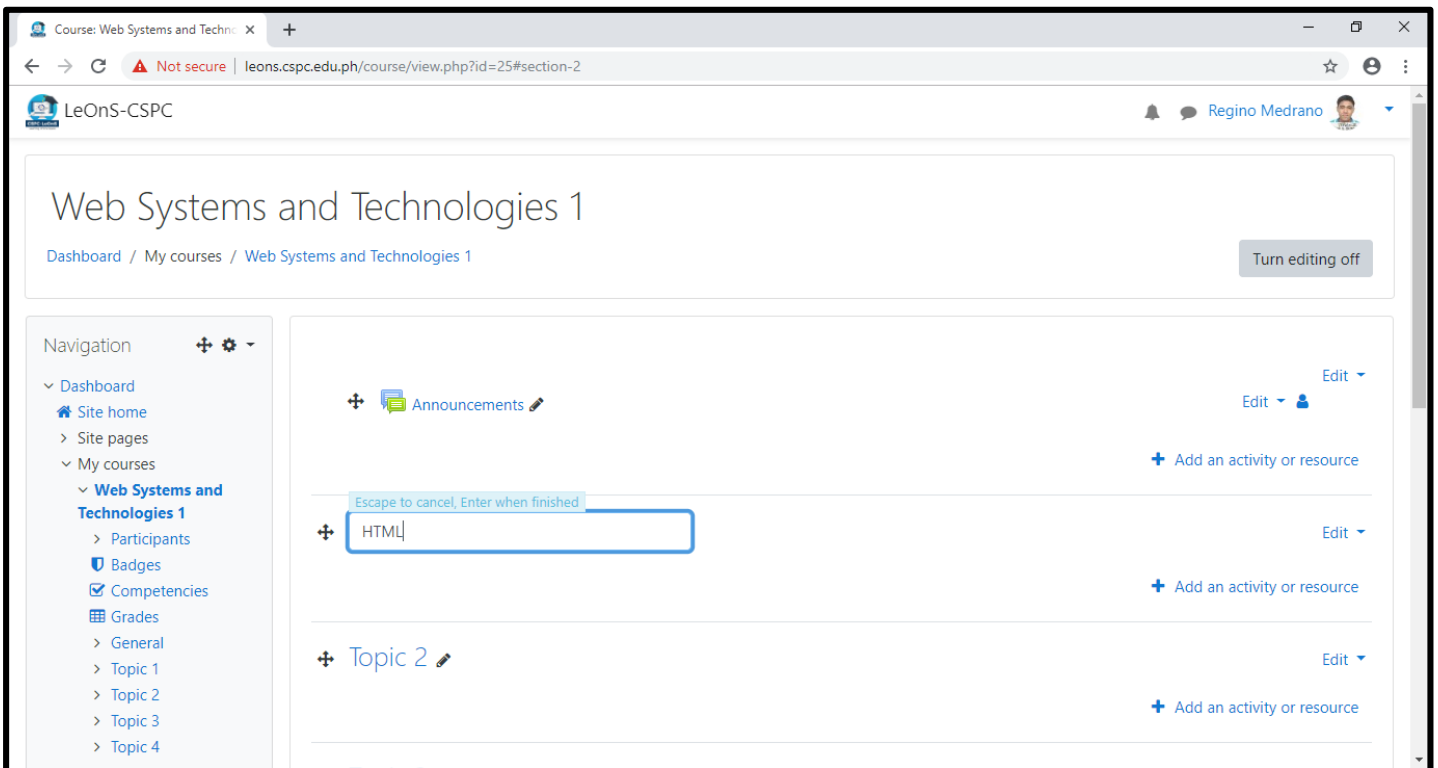 Course: Web Systems and Techno
Not secure | leons.cspc.edu.ph/course/view.php?id=25#section-2
LeOnS-CSPC
Regino Medrano
Web Systems and Technologies 1
Dashboard / My courses / Web Systems and Technologies 1
Turn editing off
Navigation
Dashboard
Site home
Site pages
My courses
Web Systems and
Technologies 1
Participants
Badges
Competencies
Grades
General
Topic 1
Topic 2
Topic 3
Topic 4
Edit
Announcements
Edit
Add an activity or resource
Escape to cancel, Enter when finished
HTML
Edit
Add an activity or resource
Topic 2
Edit
Add an activity or resource